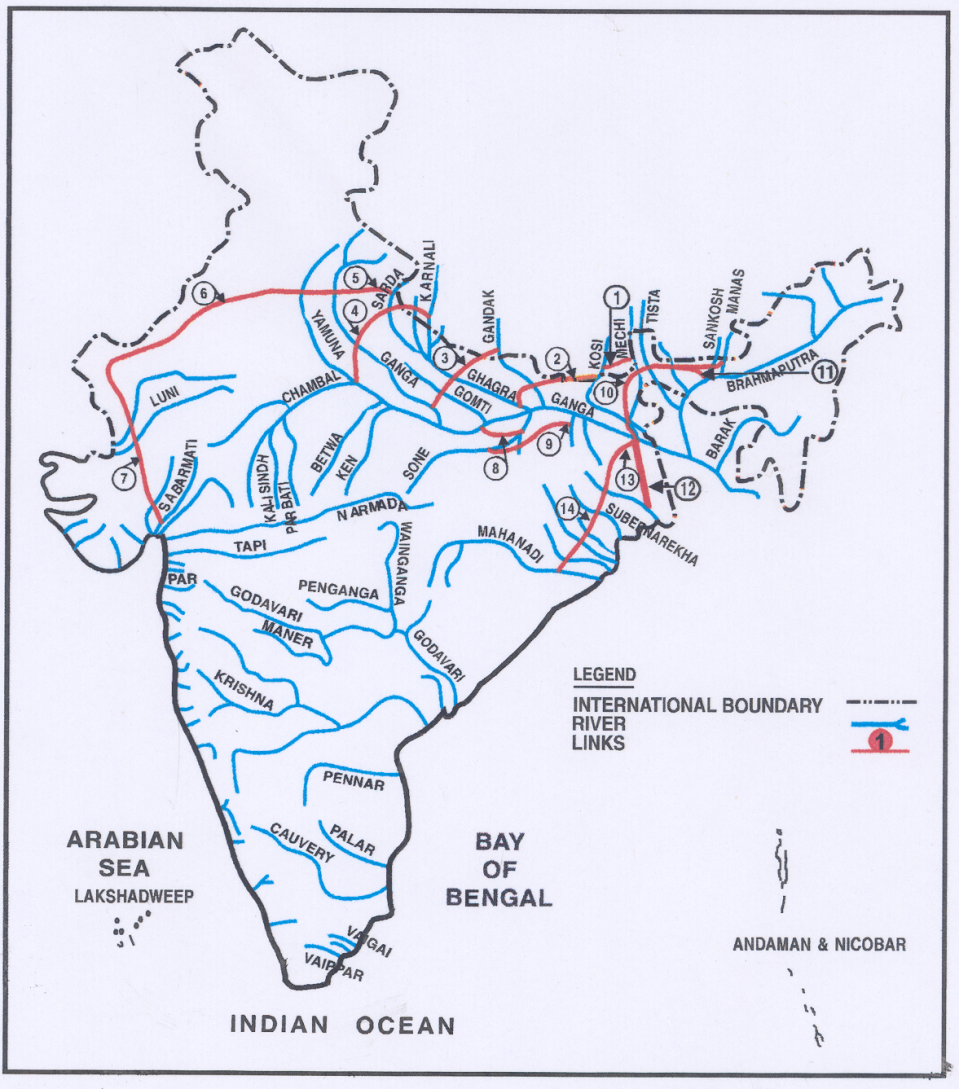 6
5
SARDA
KARNALI
4
YAMUNA
GANGA
3
GANDAK
GHAGRA
GOMTI
2
KOSI
1
MECHI
TISTA
SANKOSH
MANAS
10
11
BRAHMAPUTRA
GANGA
LUNI
CHAMBAL
BARAK
7
SABARMATI
KALISINDH
PARBATI
BETWA
KEN
SONE
8
9
13
12
14
SUBERNAREKHA
NARMADA
TAPI
WAINGANGA
MAHANADI
PAR
GODAVARI
PENGANGA
MANER
GODAVARI
KRISHNA
LEGEND
INTERNATIONAL BOUNDARY
RIVER
LINKS
1
PENNAR
CAUVERY
PALAR
ARABIAN
SEA
LAKSHADWEEP
BAY
OF
BENGAL
VAIGAI
VAIPPAR
ANDAMAN & NICOBAR
INDIAN OCEAN